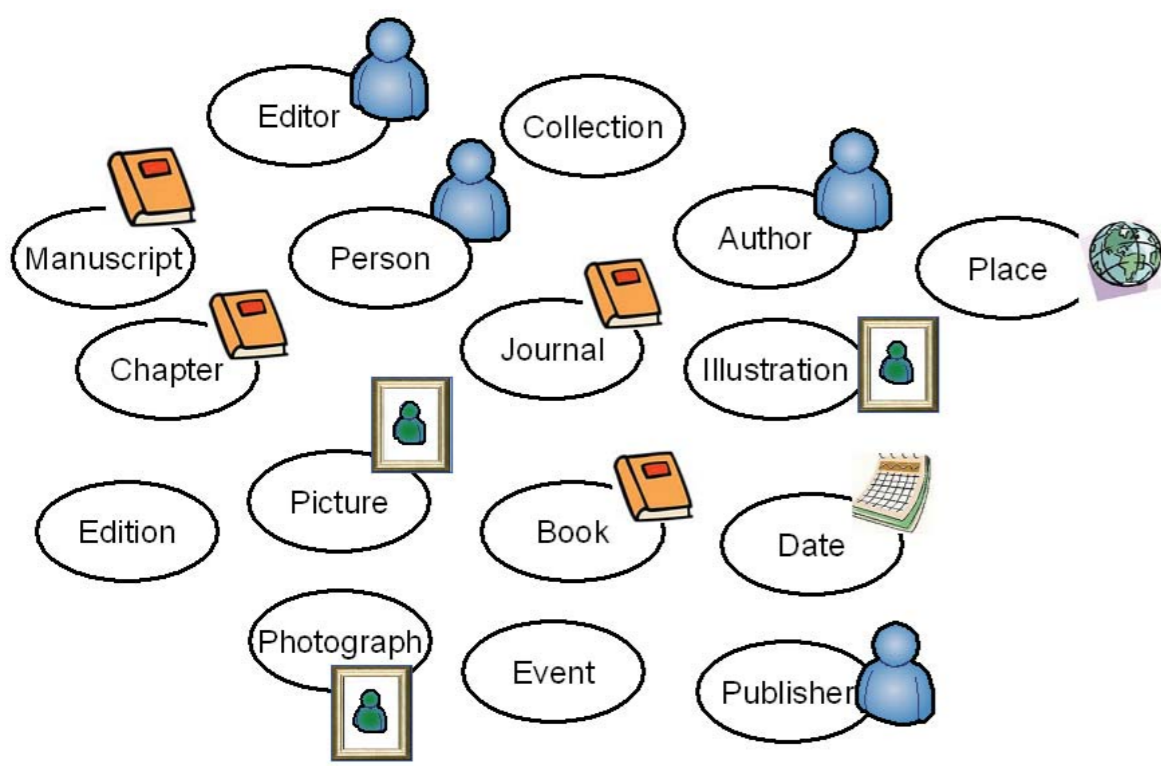 Editor
Collection
Manuscript
Person
Author
Place
Chapter
Journal
Illustration
Edition
Picture
Book
Date
Photograph
Event
Publisher